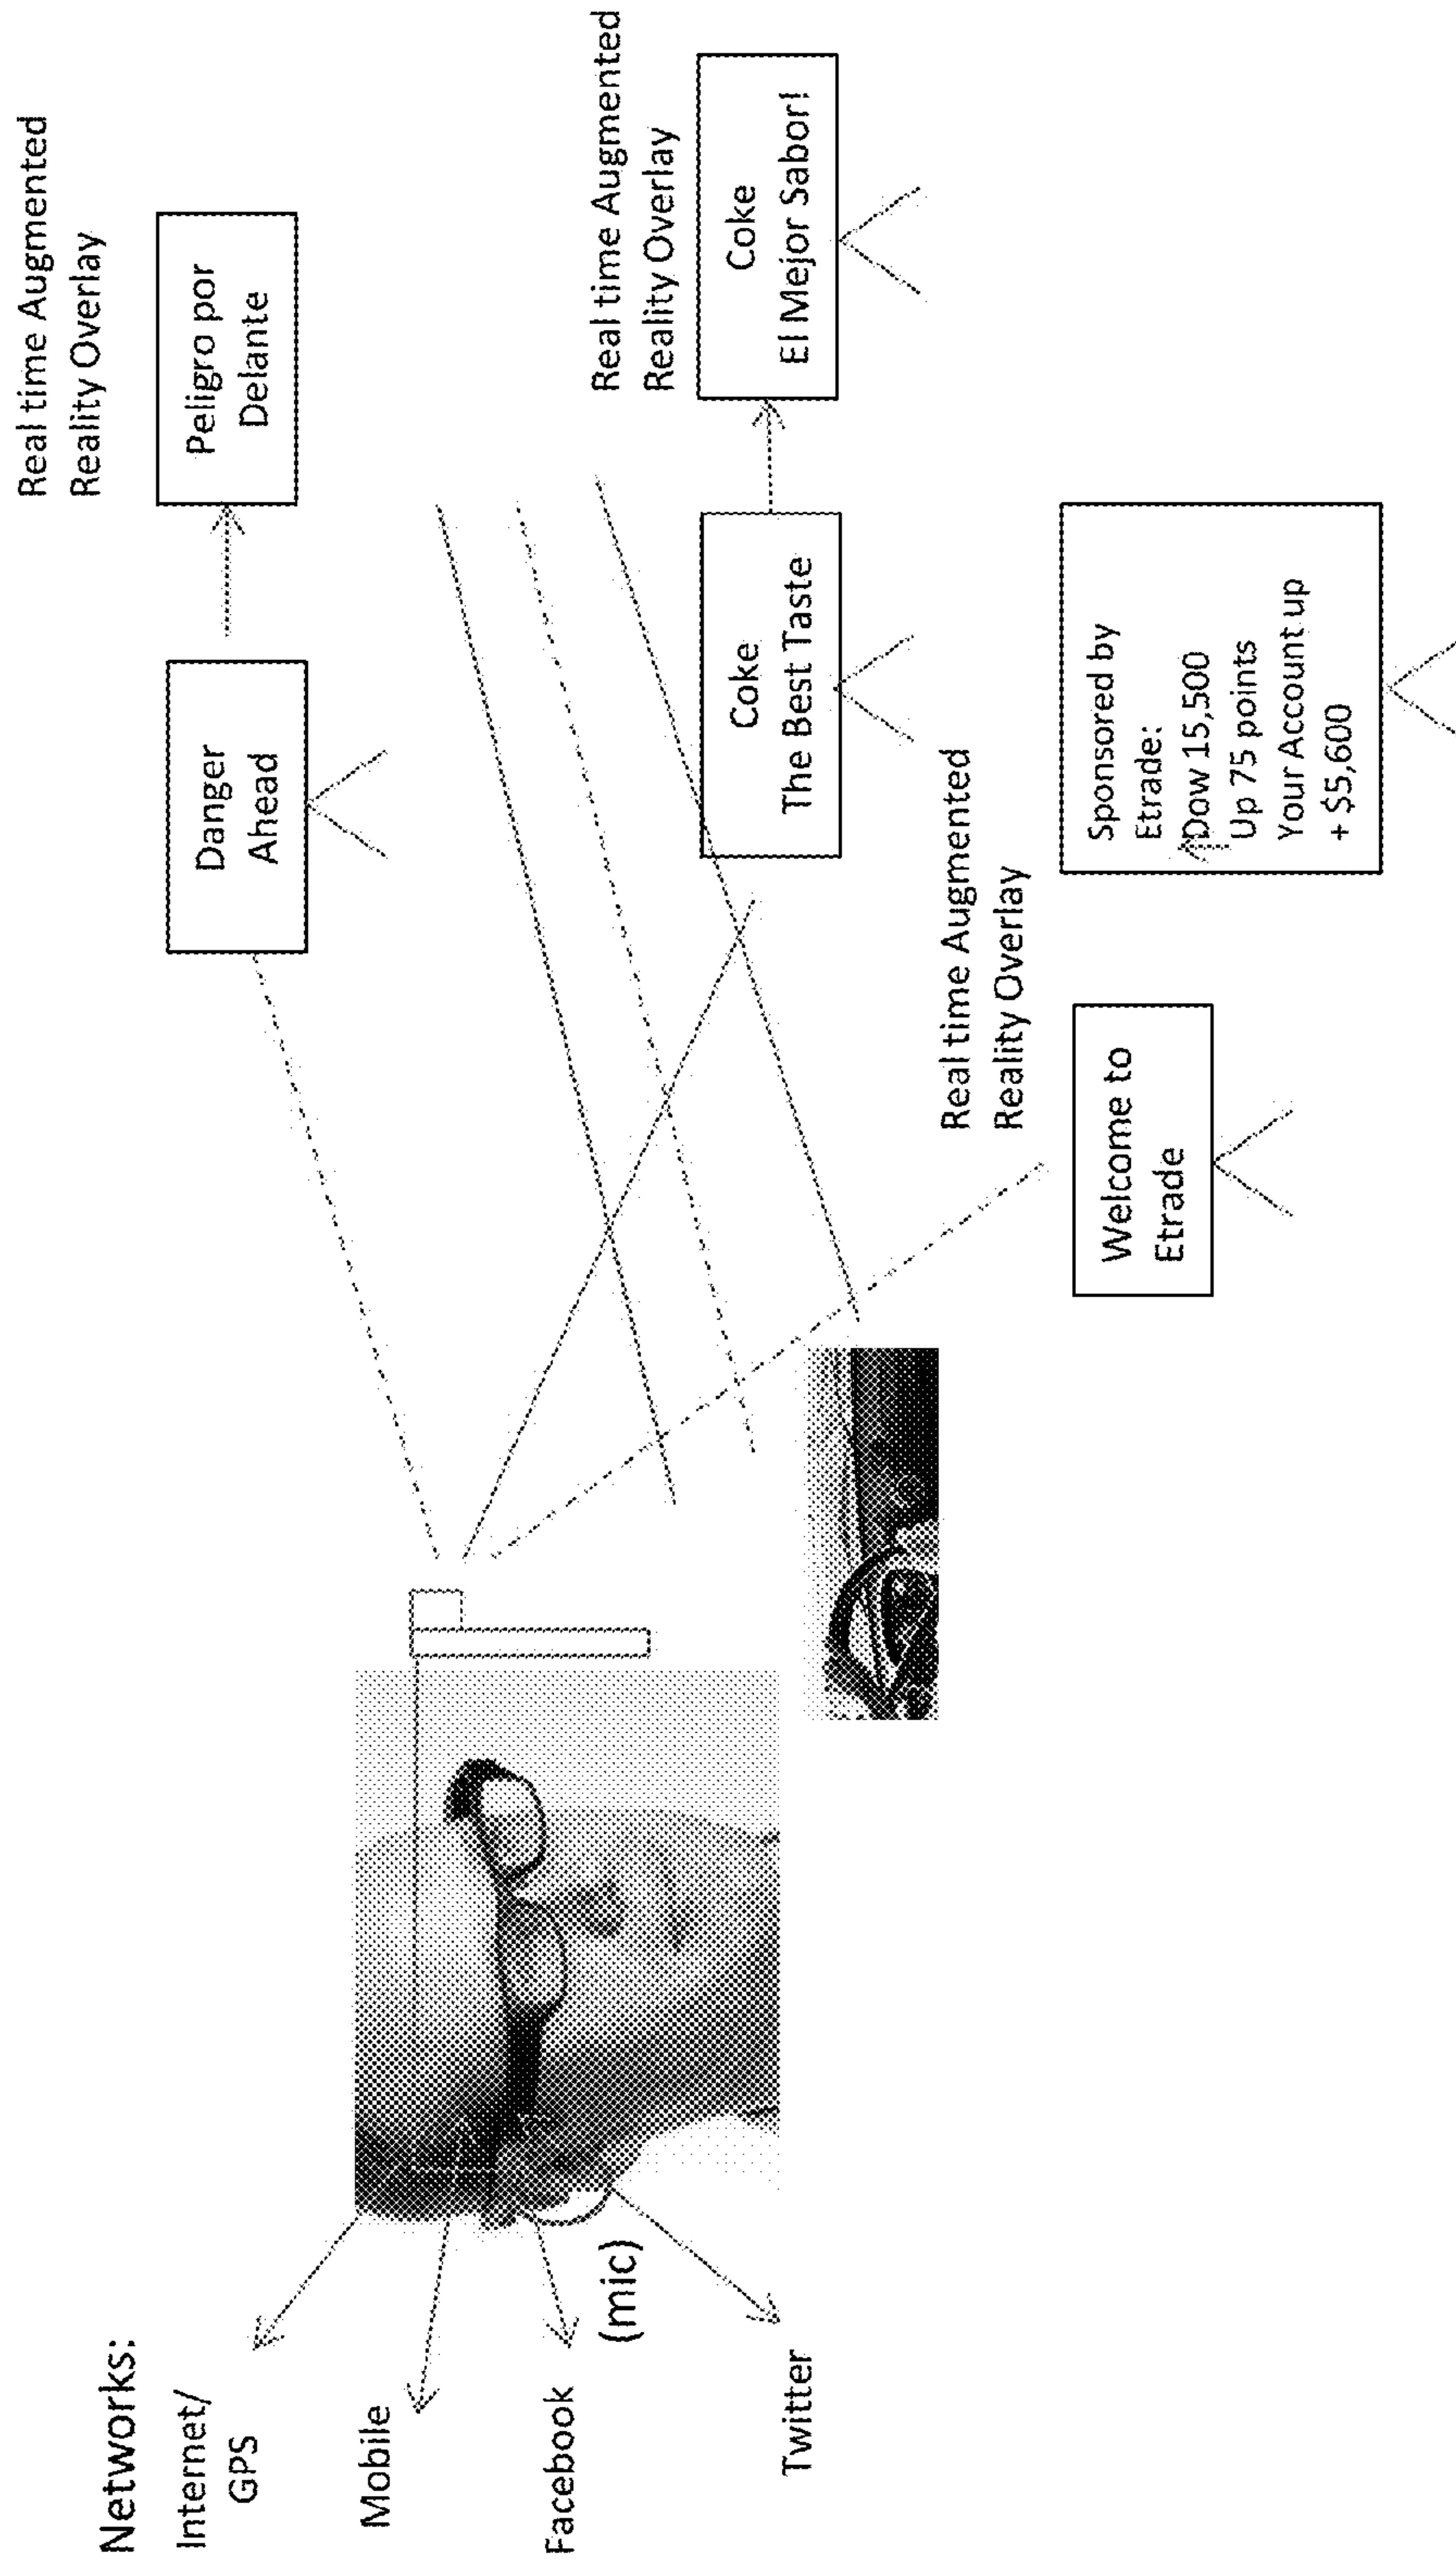 Networks:
Internet/
GPS
Mobile
Facebook
(mic)
Twitter
Danger
Ahead
Real time Augmented
Reality Overlay
Peligro por
Delante
Coke
The Best Taste
Real time Augmented
Reality Overlay
Coke
El Mejor Sabor!
Welcome to
Etrade
Real time Augmented
Reality Overlay
Sponsored by
Etrade:
Dow 15,500
Up 75 points
Your Account up
+ $5,600